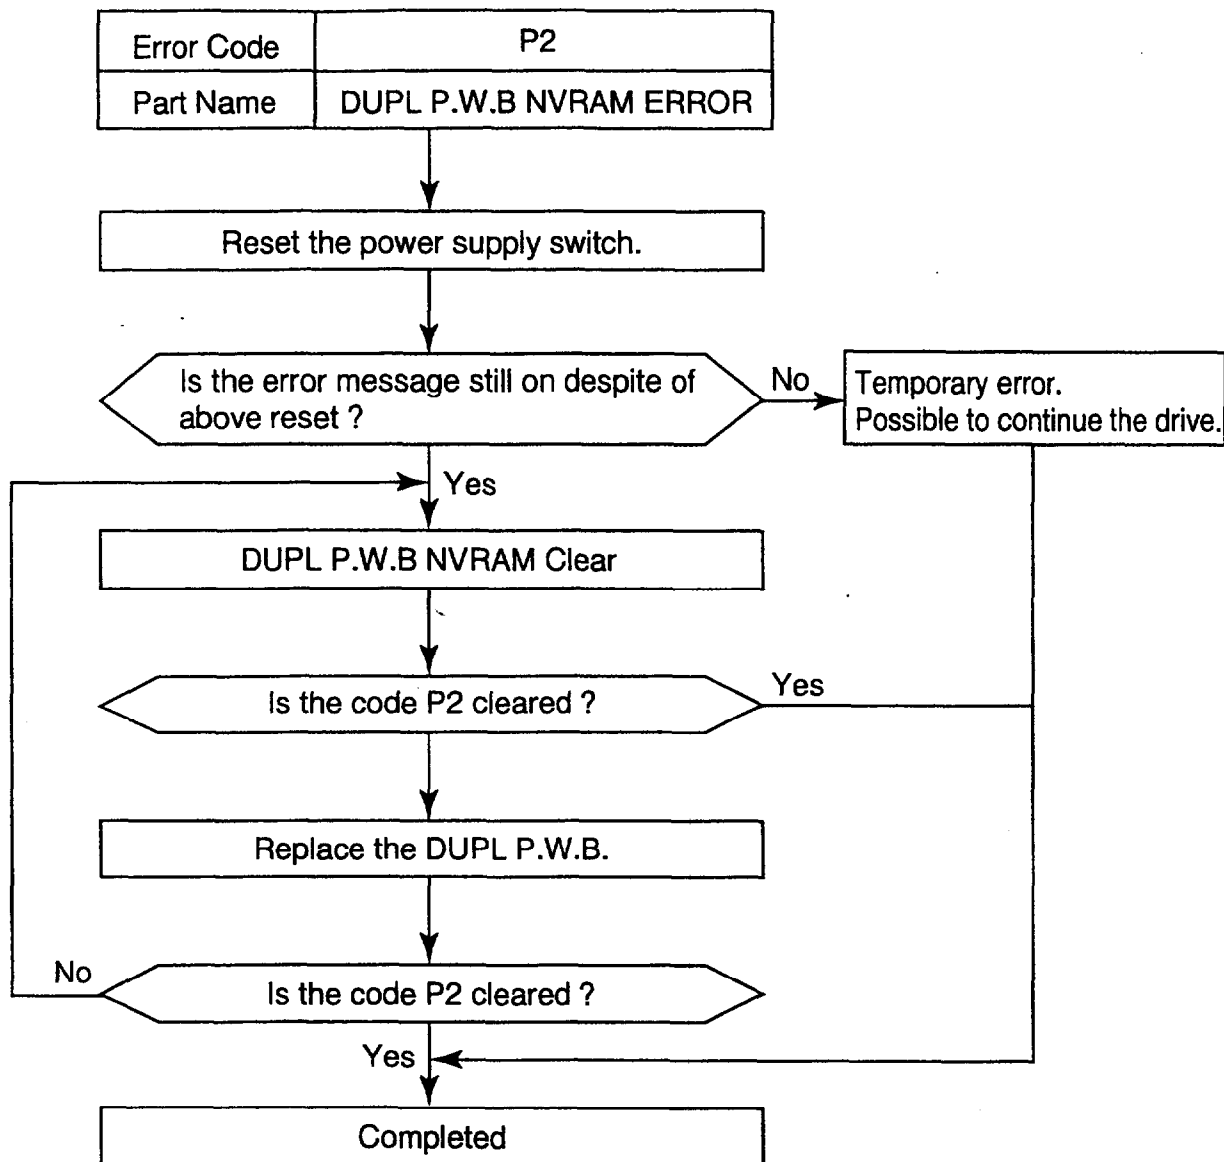 Error Code P2
Part Name DUPL P.W.B NVRAM ERROR
Reset the power supply switch.
Is the error message still on despite of
above reset ?
No
Temporary error.
Possible to continue the drive.
Yes
DUPL P.W.B NVRAM Clear
Is the code P2 cleared ?
Yes
Replace the DUPL P.W.B.
No
Is the code P2 cleared ?
Yes
Completed